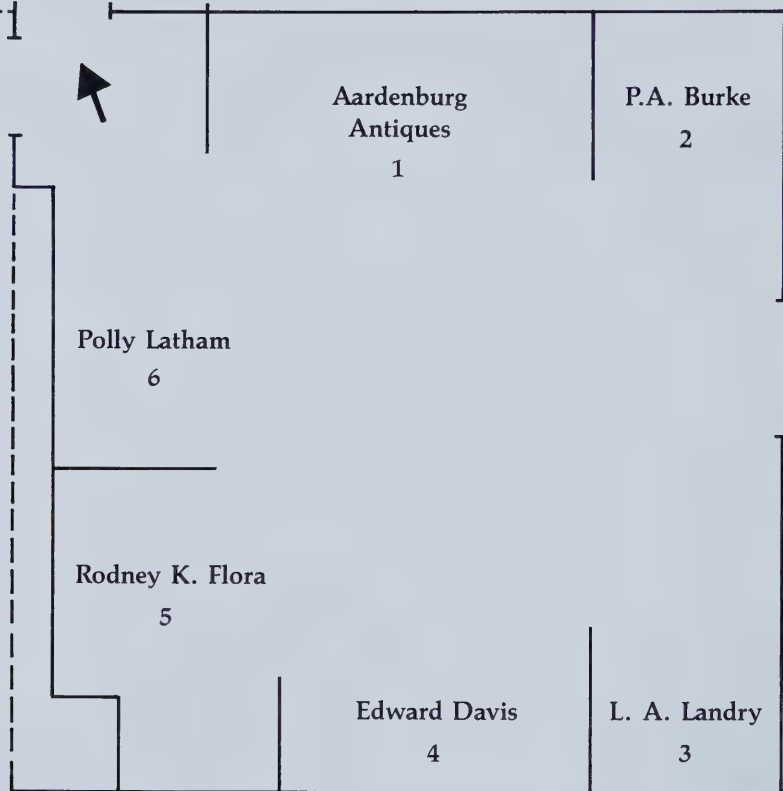 Aardenburg
Antiques
1
P.A. Burke
2
Polly Latham
6
Rodney K. Flora
5
Edward Davis
4
L. A. Landry
3